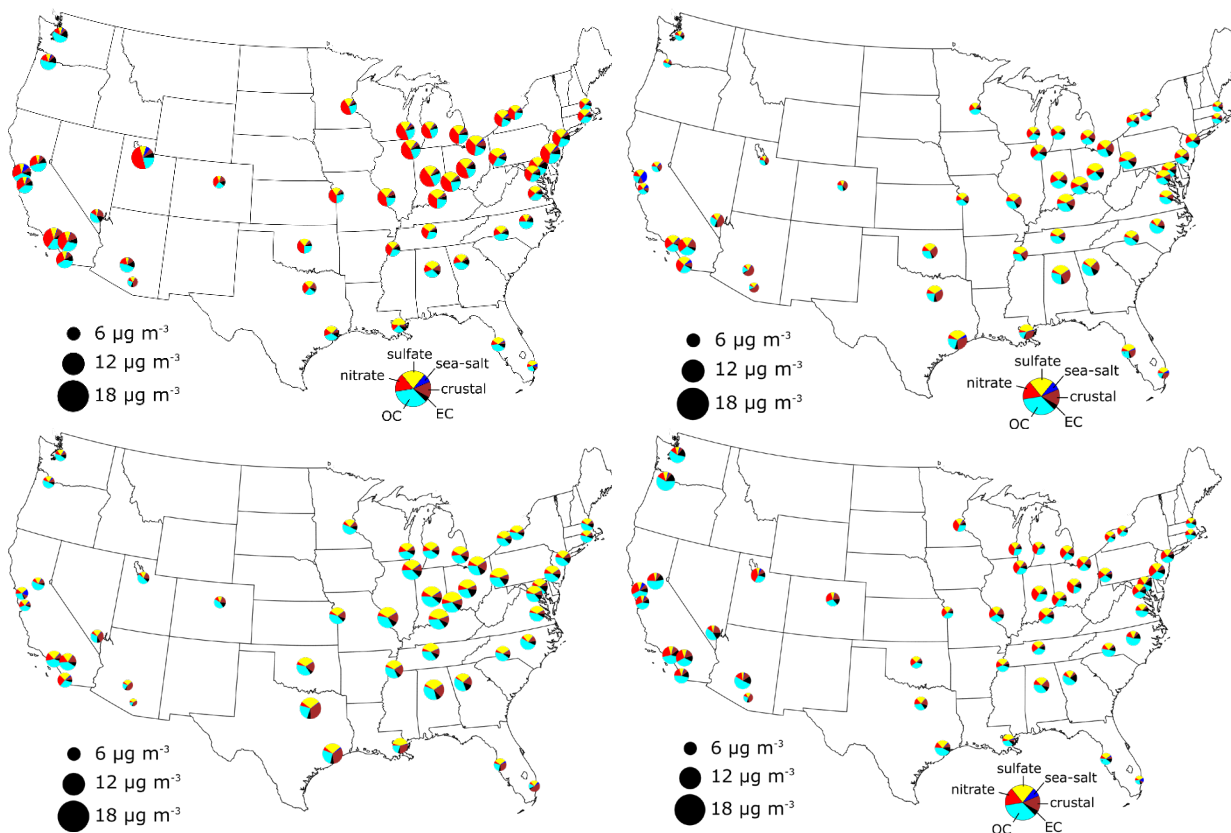 6 µg m⁻³
12 µg m⁻³
18 µg m⁻³
sulfate
sea-salt
nitrate
crustal
OC
EC
6 µg m⁻³
12 µg m⁻³
18 µg m⁻³
sulfate
sea-salt
nitrate
crustal
OC
EC
6 µg m⁻³
12 µg m⁻³
18 µg m⁻³
6 µg m⁻³
12 µg m⁻³
18 µg m⁻³
sulfate
sea-salt
nitrate
crustal
OC
EC